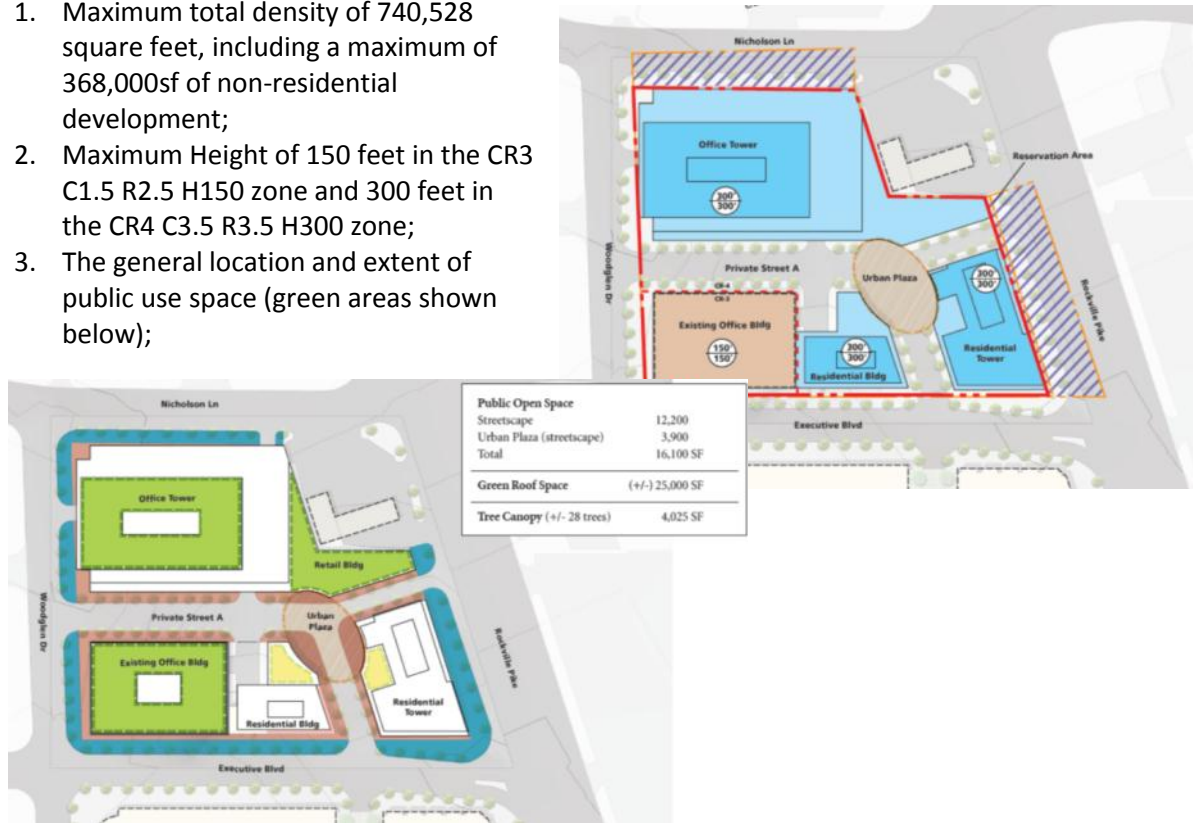 1. Maximum total density of 740,528
square feet, including a maximum of
368,000sf of non-residential
development;
2. Maximum Height of 150 feet in the CR3
C1.5 R2.5 H150 zone and 300 feet in
the CR4 C3.5 R3.5 H300 zone;
3. The general location and extent of
public use space (green areas shown
below);
Nicholson Ln
Office Tower
300'
300'
Reservation Area
Woodglen Dr
Private Street A
Urban Plaza
CR-4
CR-3
300'
300'
Rockville Pike
Existing Office Bldg
150'
150'
300'
300'
Residential Bldg
Residential
Tower
Executive Blvd
Public Open Space
Streetscape 12,200
Urban Plaza (streetscape) 3,900
Total 16,100 SF
Green Roof Space (+/-) 25,000 SF
Tree Canopy (+/- 28 trees) 4,025 SF
Nicholson Ln
Office Tower
Retail Bldg
Woodglen Dr
Private Street A
Urban
Plaza
Rockville Pike
Existing Office Bldg
Residential
Tower
Residential Bldg
Executive Blvd